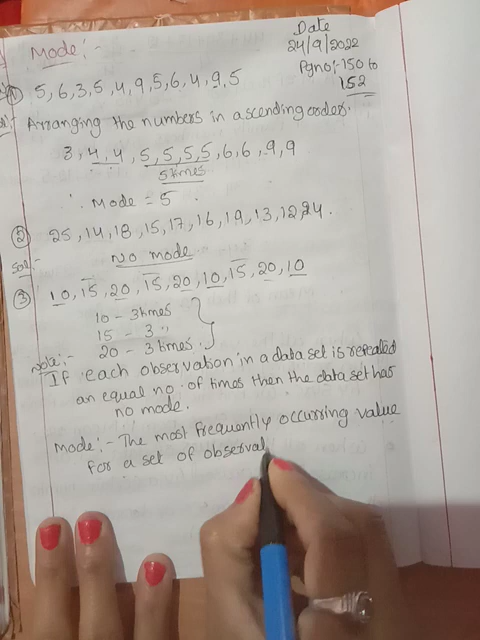 Date
24/9/2022
Pg no:- 150 to
152
Mode:-
① 5, 6, 3, 5, 4, 9, 5, 6, 4, 9, 5
Arranging the numbers in ascending order.
3, 4, 4, 5, 5, 5, 5, 6, 6, 9, 9
5 times
∴ Mode = 5.
② 25, 14, 18, 15, 17, 16, 19, 13, 12, 24.
Sol:- No mode
③ 10, 15, 20, 15, 20, 10, 15, 20, 10
10 - 3 times
15 - 3 "
20 - 3 times.
Note:-
If each observation in a data set is repeated
an equal no. of times then the data set has
no mode.
Mode:- The most frequently occurring value
for a set of observat